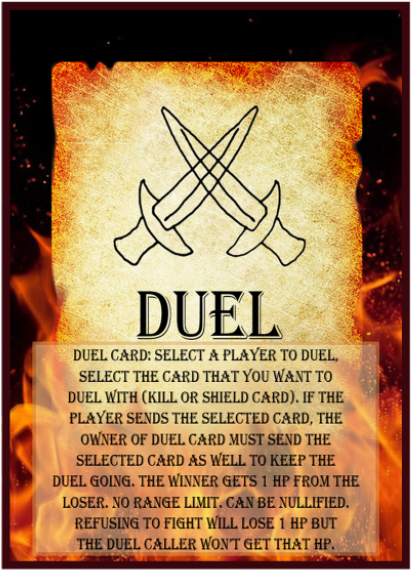 DUEL
DUEL CARD: SELECT A PLAYER TO DUEL,
SELECT THE CARD THAT YOU WANT TO
DUEL WITH (KILL OR SHIELD CARD). IF THE
PLAYER SENDS THE SELECTED CARD, THE
OWNER OF DUEL CARD MUST SEND THE
SELECTED CARD AS WELL TO KEEP THE
DUEL GOING. THE WINNER GETS 1 HP FROM THE
LOSER. NO RANGE LIMIT. CAN BE NULLIFIED.
REFUSING TO FIGHT WILL LOSE 1 HP BUT
THE DUEL CALLER WON'T GET THAT HP.